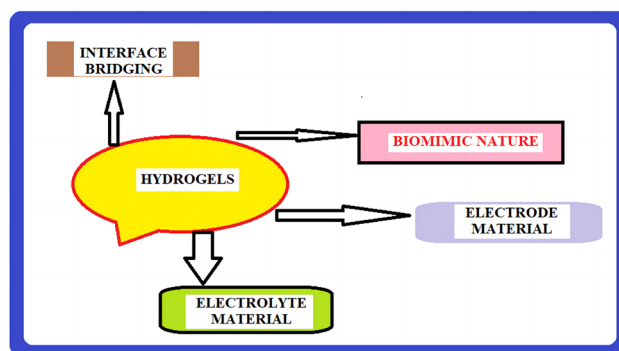 INTERFACE
BRIDGING
BIOMIMIC NATURE
HYDROGELS
ELECTRODE
MATERIAL
ELECTROLYTE
MATERIAL